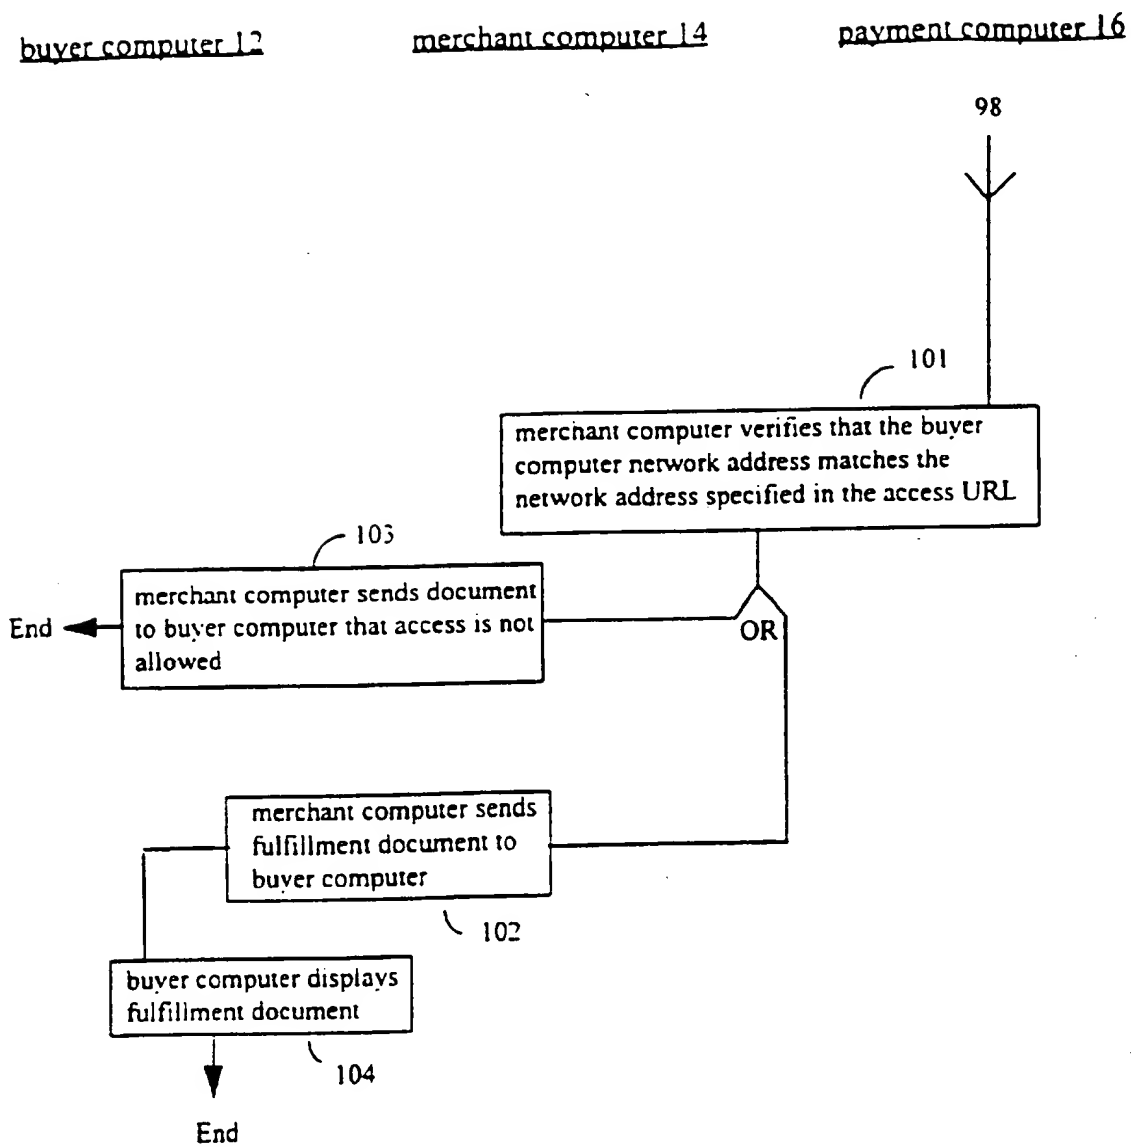 buyer computer 12
merchant computer 14
payment computer 16
98
101
merchant computer verifies that the buyer
computer network address matches the
network address specified in the access URL
103
merchant computer sends document
to buyer computer that access is not
allowed
End
OR
merchant computer sends
fulfillment document to
buyer computer
102
buyer computer displays
fulfillment document
104
End